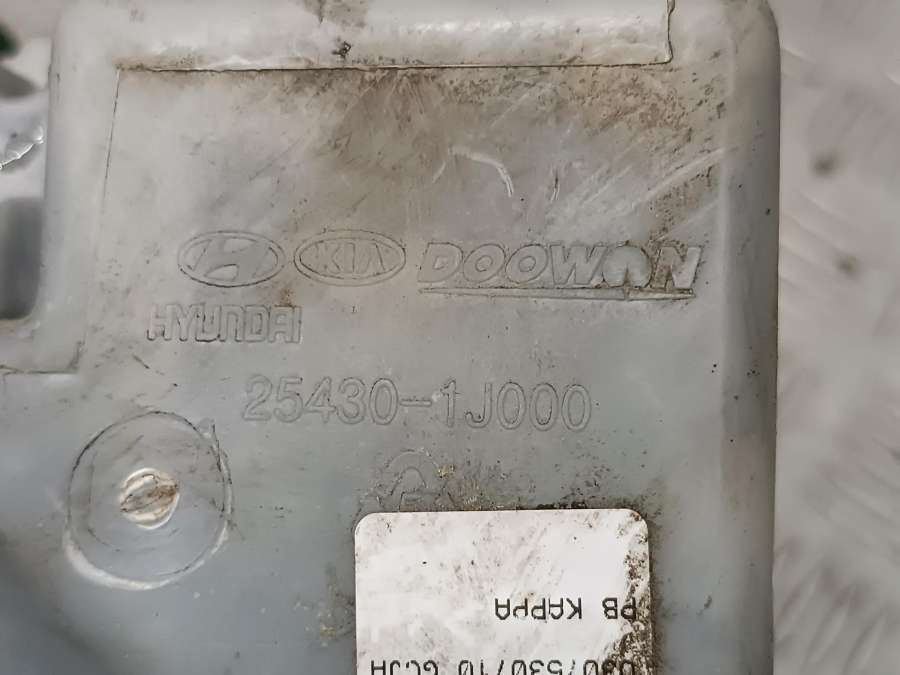 KIA DOOWON
HYUNDAI
25430-1J000
PB KAPPA